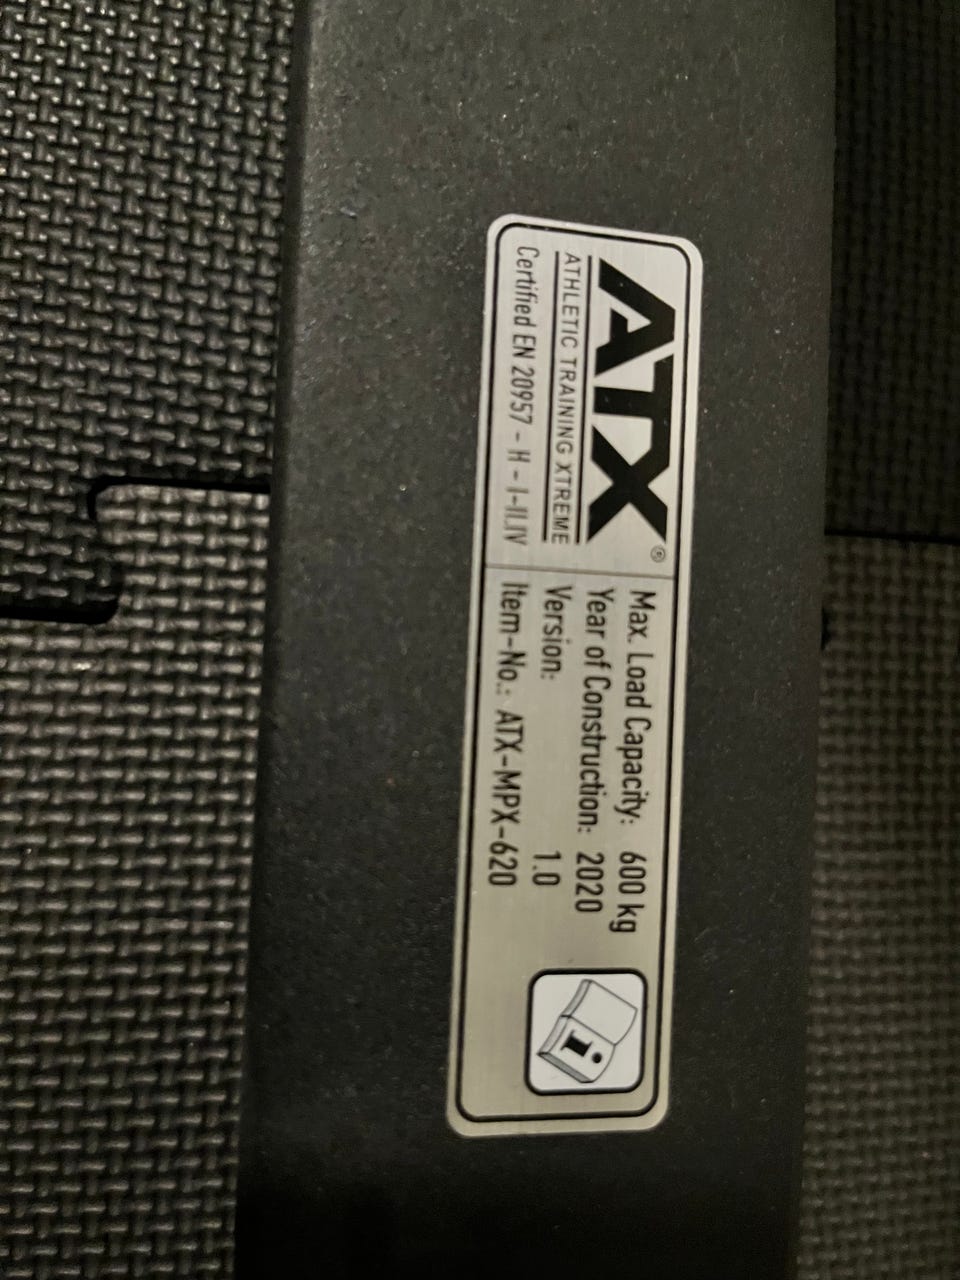 ATX®
ATHLETIC TRAINING XTREME
Certified EN 20957 - H - I-II.IV
Max. Load Capacity: 600 kg
Year of Construction: 2020
Version: 1.0
Item-No.: ATX-MPX-620
i